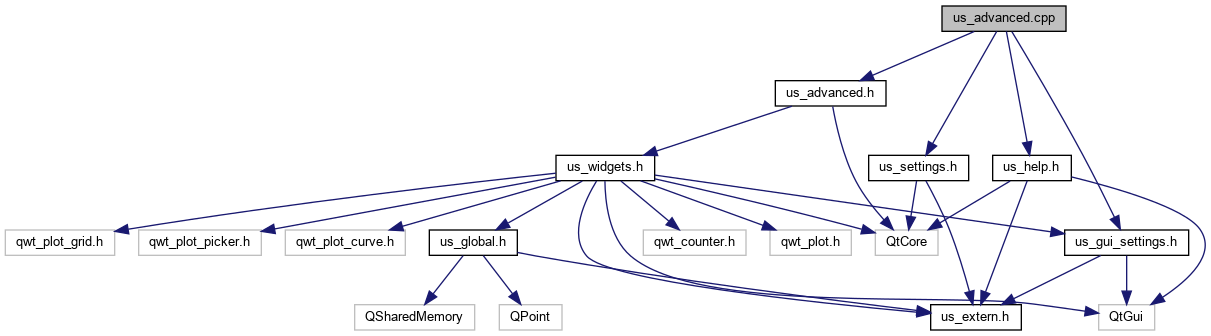 us_advanced.cpp
us_advanced.h
us_widgets.h
us_settings.h
us_help.h
qwt_plot_grid.h
qwt_plot_picker.h
qwt_plot_curve.h
us_global.h
qwt_counter.h
qwt_plot.h
QtCore
us_gui_settings.h
QSharedMemory
QPoint
us_extern.h
QtGui